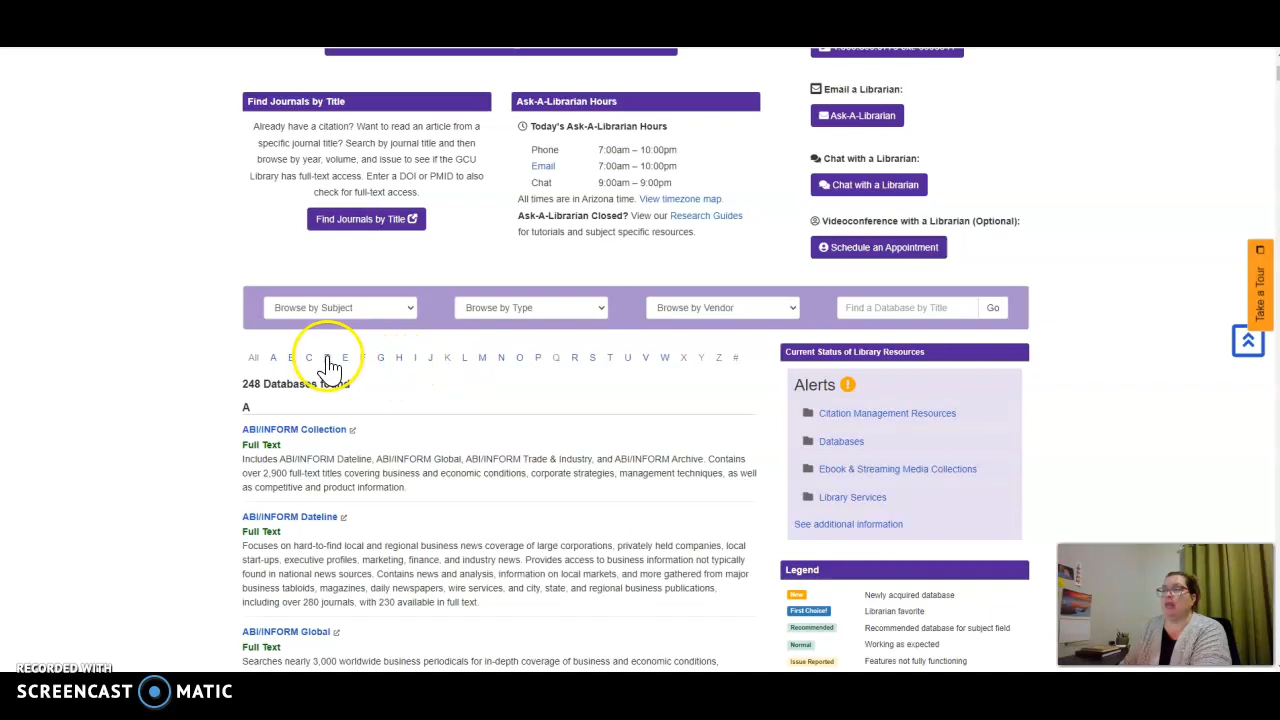 Find Journals by Title
Already have a citation? Want to read an article from a
specific journal title? Search by journal title and then
browse by year, volume, and issue to see if the GCU
Library has full-text access. Enter a DOI or PMID to also
check for full-text access.
Find Journals by Title
Ask-A-Librarian Hours
Today's Ask-A-Librarian Hours
Phone 7:00am – 10:00pm
Email 7:00am – 10:00pm
Chat 9:00am – 9:00pm
All times are in Arizona time. View timezone map.
Ask-A-Librarian Closed? View our Research Guides
for tutorials and subject specific resources.
Email a Librarian:
Ask-A-Librarian
Chat with a Librarian:
Chat with a Librarian
Videoconference with a Librarian (Optional):
Schedule an Appointment
Take a Tour
Browse by Subject Browse by Type Browse by Vendor Find a Database by Title Go
All A B C E F G H I J K L M N O P Q R S T U V W X Y Z #
248 Databases found
A
ABI/INFORM Collection
Full Text
Includes ABI/INFORM Dateline, ABI/INFORM Global, ABI/INFORM Trade & Industry, and ABI/INFORM Archive. Contains
over 2,900 full-text titles covering business and economic conditions, corporate strategies, management techniques, as well
as competitive and product information.
ABI/INFORM Dateline
Full Text
Focuses on hard-to-find local and regional business news coverage of large corporations, privately held companies, local
start-ups, executive profiles, marketing, finance, and industry news. Provides access to business information not typically
found in national news sources. Contains news and analysis, information on local markets, and more gathered from major
business tabloids, magazines, daily newspapers, wire services, and city, state, and regional business publications,
including over 280 journals, with 230 available in full text.
ABI/INFORM Global
Full Text
Searches nearly 3,000 worldwide business periodicals for in-depth coverage of business and economic conditions,
Current Status of Library Resources
Alerts
Citation Management Resources
Databases
Ebook & Streaming Media Collections
Library Services
See additional information
Legend
New Newly acquired database
First Choice! Librarian favorite
Recommended Recommended database for subject field
Normal Working as expected
Issue Reported Features not fully functioning
RECORDED WITH
SCREENCAST MATIC